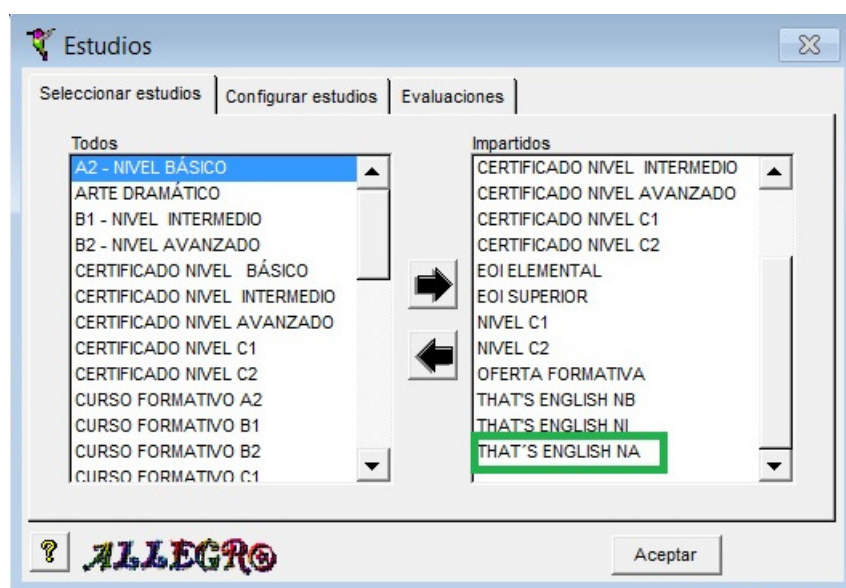 Estudios
Seleccionar estudios
Configurar estudios
Evaluaciones
Todos
A2 - NIVEL BÁSICO
ARTE DRAMÁTICO
B1 - NIVEL  INTERMEDIO
B2 - NIVEL AVANZADO
CERTIFICADO NIVEL   BÁSICO
CERTIFICADO NIVEL  INTERMEDIO
CERTIFICADO NIVEL AVANZADO
CERTIFICADO NIVEL C1
CERTIFICADO NIVEL C2
CURSO FORMATIVO A2
CURSO FORMATIVO B1
CURSO FORMATIVO B2
CURSO FORMATIVO C1
Impartidos
CERTIFICADO NIVEL  INTERMEDIO
CERTIFICADO NIVEL AVANZADO
CERTIFICADO NIVEL C1
CERTIFICADO NIVEL C2
EOI ELEMENTAL
EOI SUPERIOR
NIVEL C1
NIVEL C2
OFERTA FORMATIVA
THAT'S ENGLISH NB
THAT'S ENGLISH NI
THAT´S ENGLISH NA
?
ALLEGRO
Aceptar